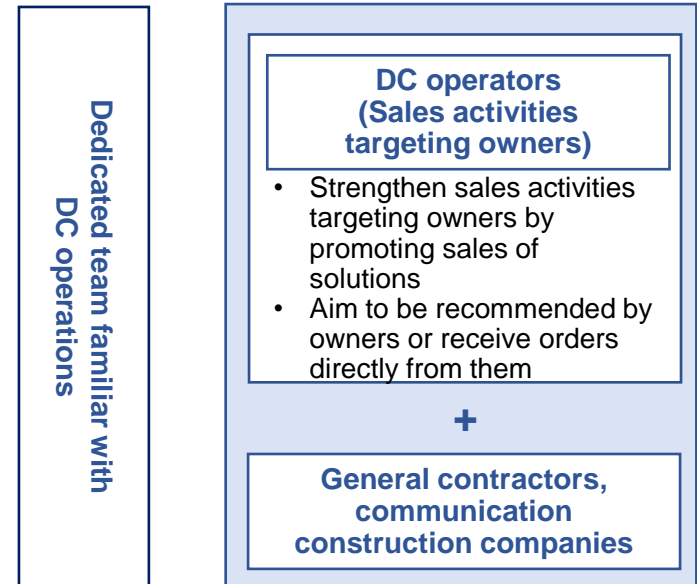 Dedicated team familiar with
DC operations
DC operators
(Sales activities
targeting owners)
• Strengthen sales activities
targeting owners by
promoting sales of
solutions
• Aim to be recommended by
owners or receive orders
directly from them
+
General contractors,
communication
construction companies